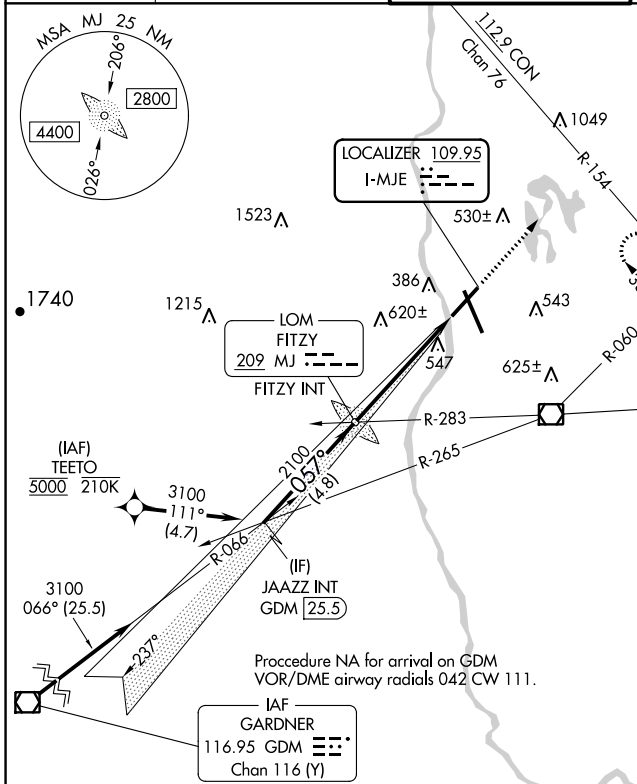 MSA MJ 25 NM
206°
2800
4400
026°
112.9 CON
Chan 76
1049
R-154
LOCALIZER 109.95
I-MJE
1523
530±
386
1740
1215
LOM
FITZY
209 MJ
FITZY INT
620±
547
543
625±
R-060
R-283
R-265
(IAF)
TEETO
5000 210K
3100
111°
(4.7)
2100
057°
(4.8)
R-066
(IF)
JAAZZ INT
GDM 25.5
3100
066° (25.5)
237°
Proccedure NA for arrival on GDM
VOR/DME airway radials 042 CW 111.
IAF
GARDNER
116.95 GDM
Chan 116 (Y)